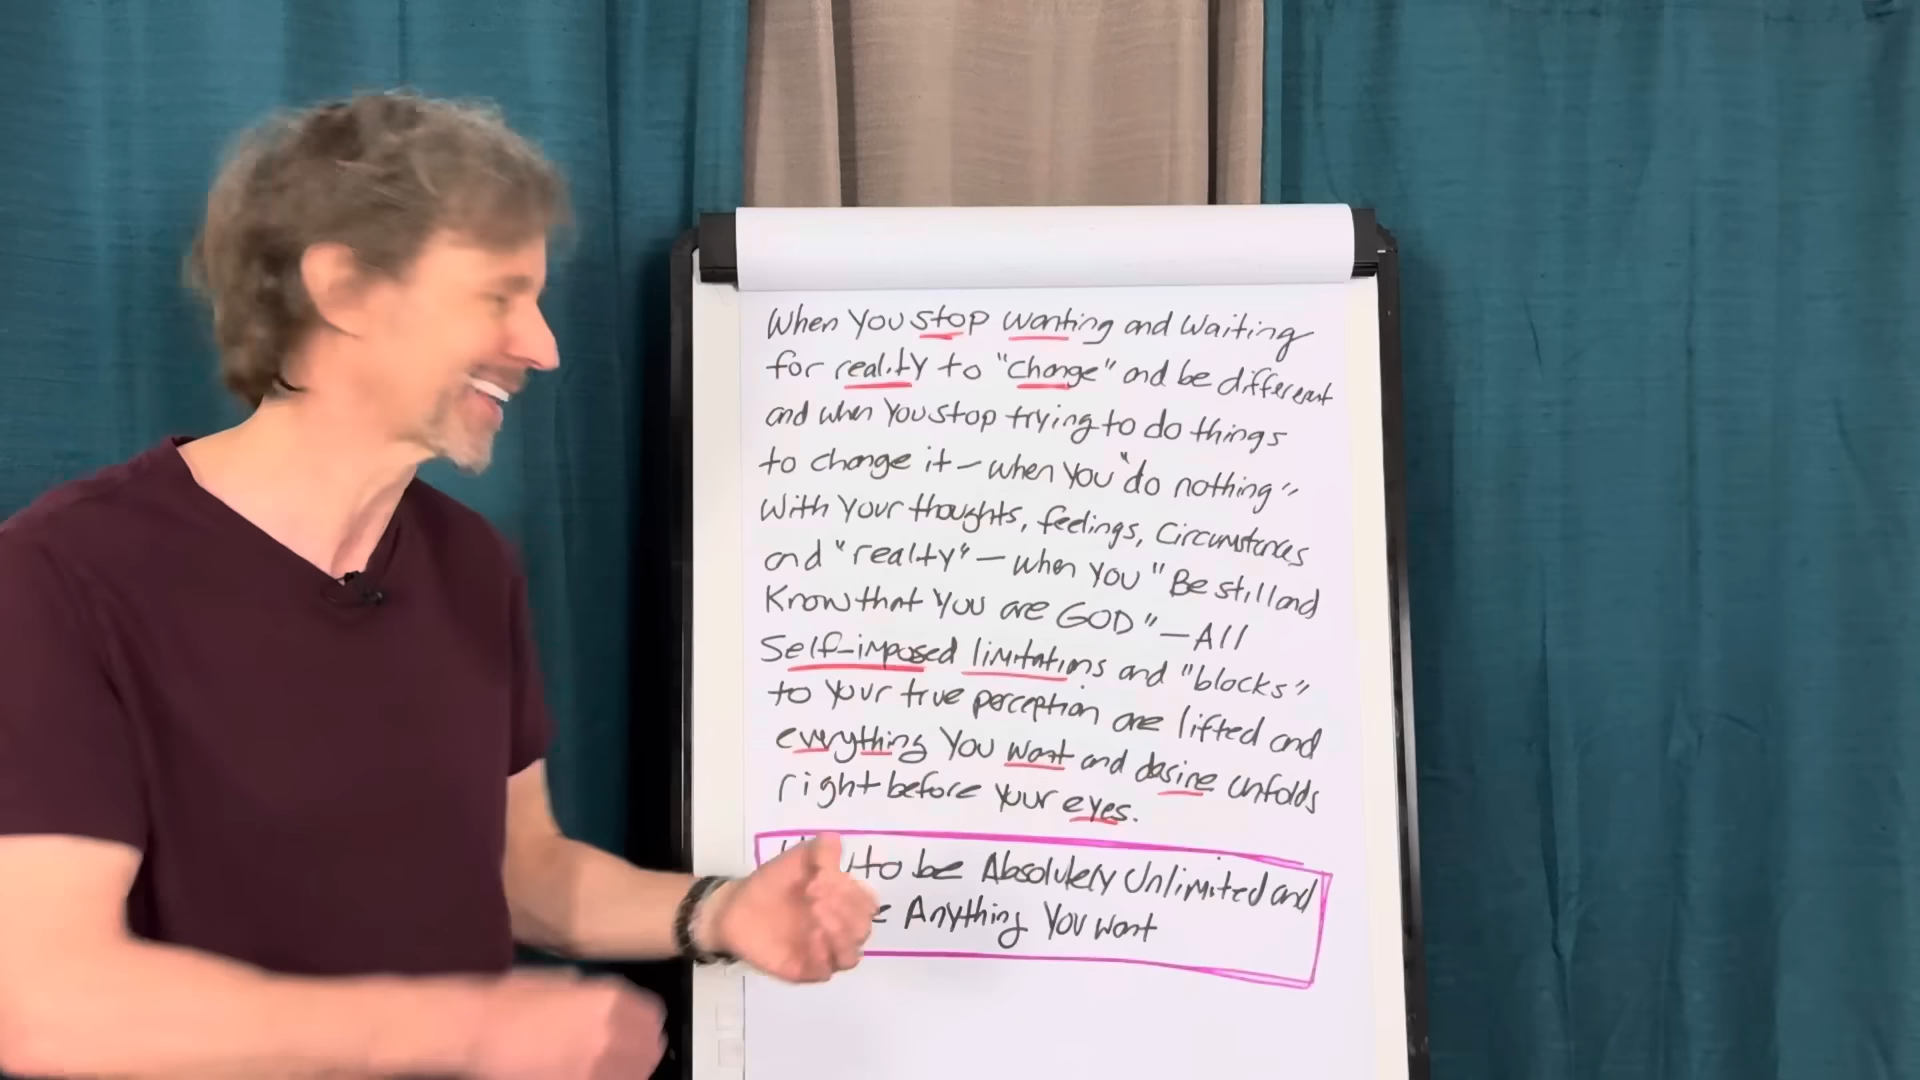 When You stop wanting and waiting
for reality to "change" and be different
and when You stop trying to do things
to change it – when You "do nothing"
With Your thoughts, feelings, Circumstances
and "realty" – when You "Be still and
Know that You are GOD" – All
Self-imposed limitations and "blocks"
to Your true perception are lifted and
everything You want and desire Unfolds
right before Your eyes.
to be Absolutely Unlimited and
Anything You Want